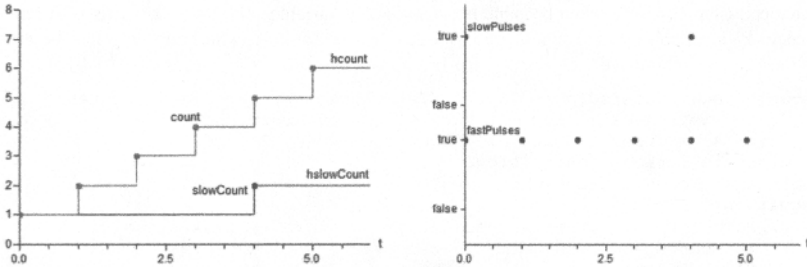 8
7
6
5
4
3
2
1
0
hcount
count
hslowCount
slowCount
0.0 2.5 5.0 t
true slowPulses
false
true fastPulses
false
0.0 2.5 5.0 t